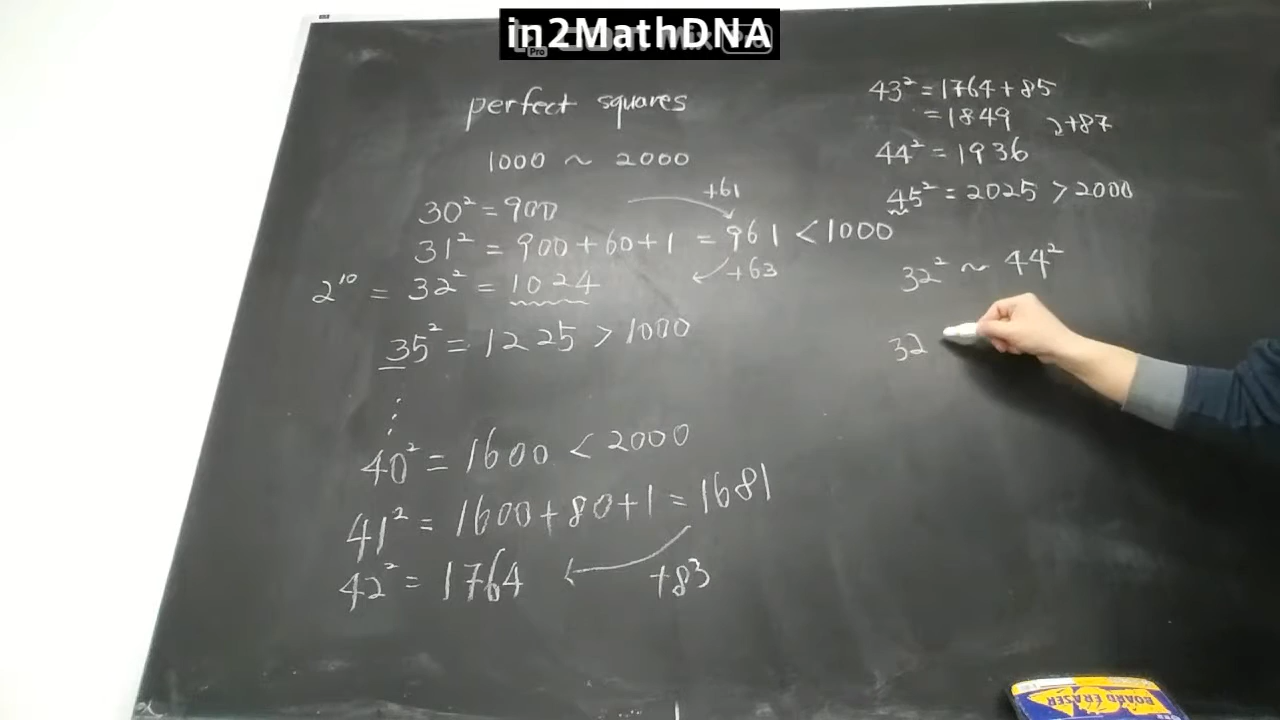 in2MathDNA
Pro
perfect squares
1000 ~ 2000
30² = 900
+61
31² = 900+60+1 = 961 < 1000
+63
2¹⁰ = 32² = 1024
35² = 1225 > 1000
⋮
40² = 1600 < 2000
41² = 1600+80+1 = 1681
42² = 1764
+83
43² = 1764+85
= 1849
+87
44² = 1936
45² = 2025 > 2000
32² ~ 44²
32
BOARD ERASER